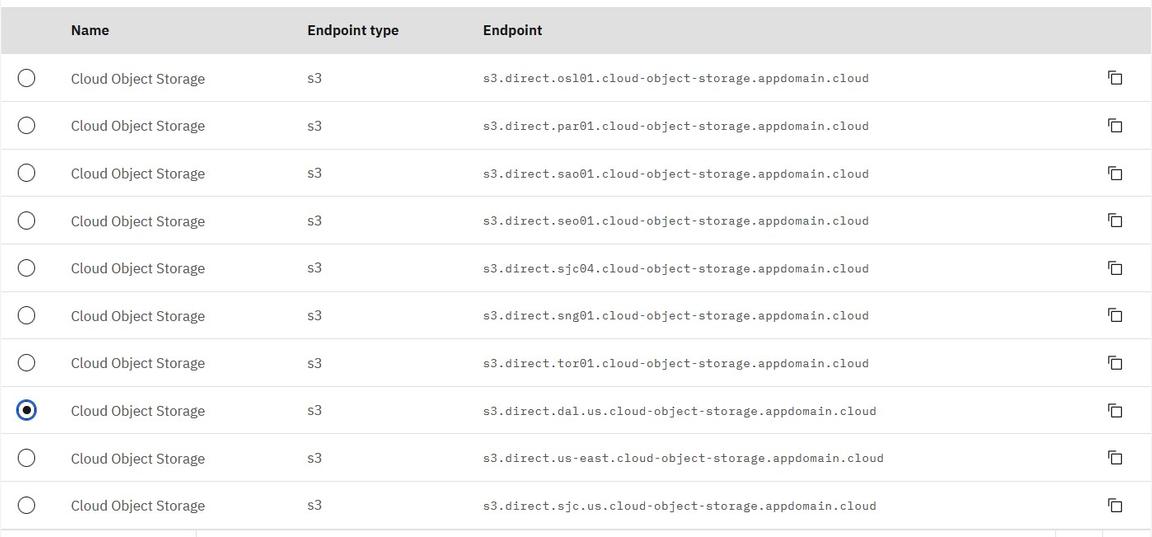 Name Endpoint type Endpoint
Cloud Object Storage s3 s3.direct.osl01.cloud-object-storage.appdomain.cloud
Cloud Object Storage s3 s3.direct.par01.cloud-object-storage.appdomain.cloud
Cloud Object Storage s3 s3.direct.sao01.cloud-object-storage.appdomain.cloud
Cloud Object Storage s3 s3.direct.seo01.cloud-object-storage.appdomain.cloud
Cloud Object Storage s3 s3.direct.sjc04.cloud-object-storage.appdomain.cloud
Cloud Object Storage s3 s3.direct.sng01.cloud-object-storage.appdomain.cloud
Cloud Object Storage s3 s3.direct.tor01.cloud-object-storage.appdomain.cloud
Cloud Object Storage s3 s3.direct.dal.us.cloud-object-storage.appdomain.cloud
Cloud Object Storage s3 s3.direct.us-east.cloud-object-storage.appdomain.cloud
Cloud Object Storage s3 s3.direct.sjc.us.cloud-object-storage.appdomain.cloud